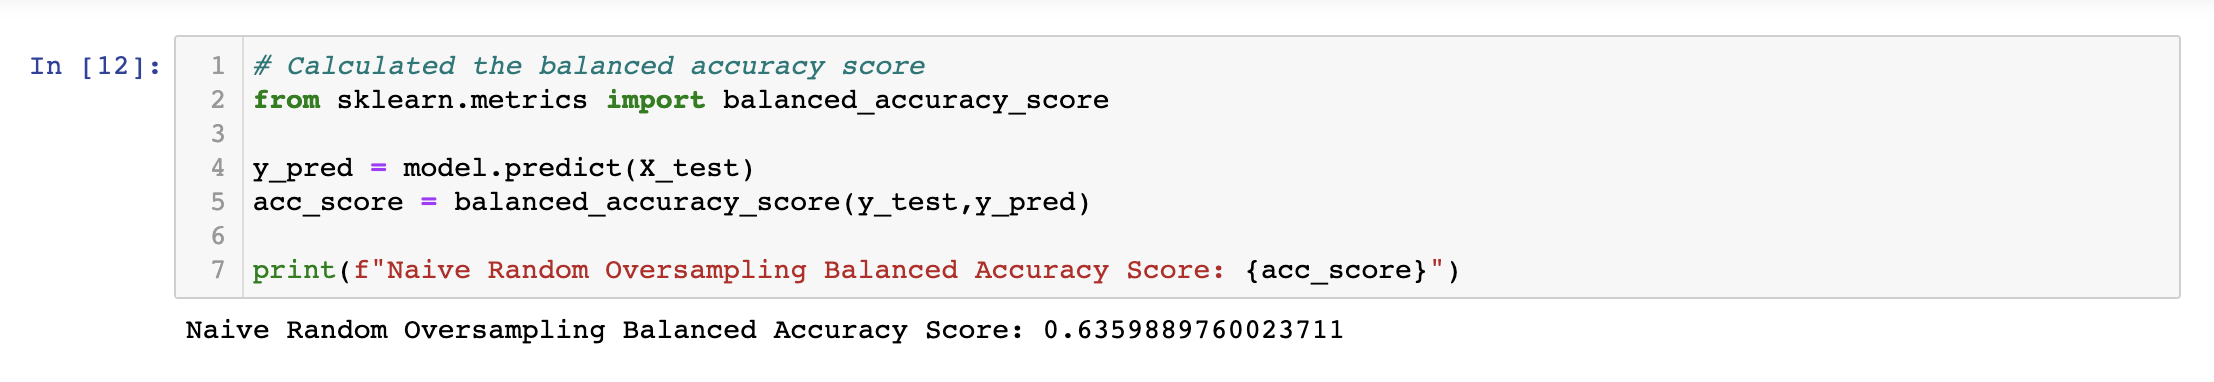 In [12]:
1 # Calculated the balanced accuracy score
2 from sklearn.metrics import balanced_accuracy_score
3
4 y_pred = model.predict(X_test)
5 acc_score = balanced_accuracy_score(y_test,y_pred)
6
7 print(f"Naive Random Oversampling Balanced Accuracy Score: {acc_score}")
Naive Random Oversampling Balanced Accuracy Score: 0.6359889760023711